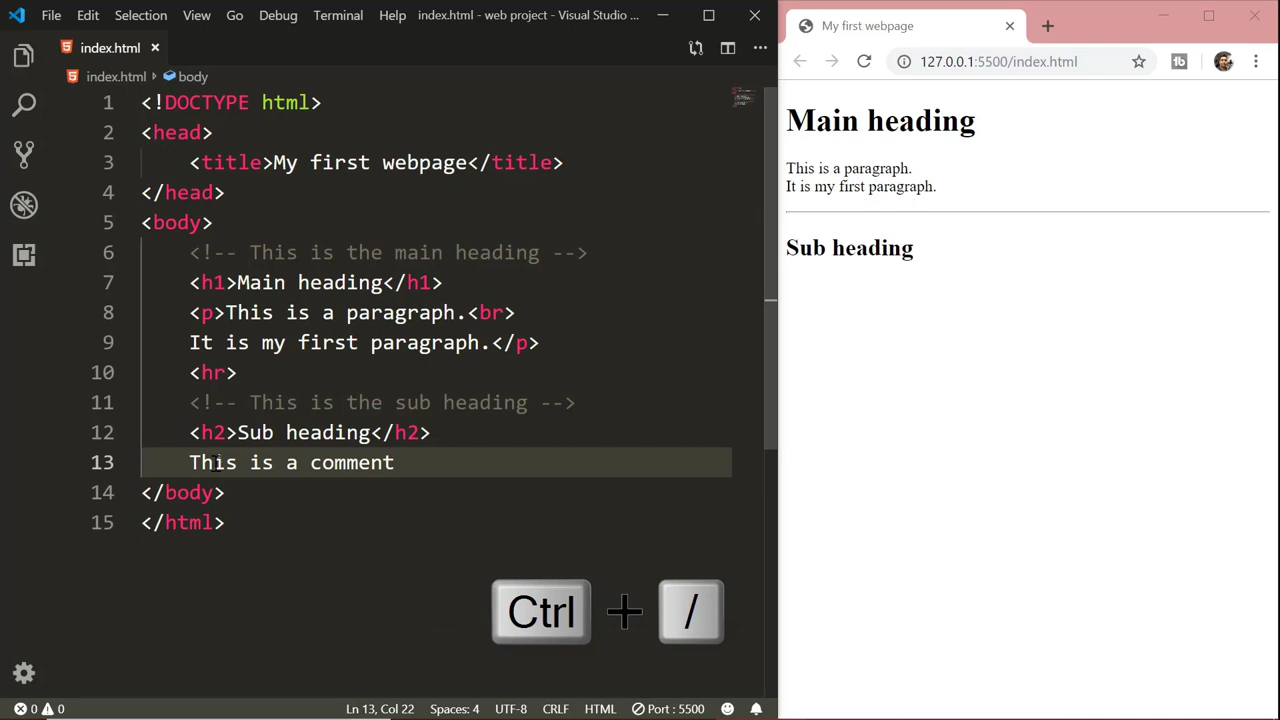 File Edit Selection View Go Debug Terminal Help index.html - web project - Visual Studio ...
index.html
index.html body
1 <!DOCTYPE html>
2 <head>
3 <title>My first webpage</title>
4 </head>
5 <body>
6 <!-- This is the main heading -->
7 <h1>Main heading</h1>
8 <p>This is a paragraph.<br>
9 It is my first paragraph.</p>
10 <hr>
11 <!-- This is the sub heading -->
12 <h2>Sub heading</h2>
13 This is a comment
14 </body>
15 </html>
Ctrl + /
0 0 Ln 13, Col 22 Spaces: 4 UTF-8 CRLF HTML Port : 5500
My first webpage
127.0.0.1:5500/index.html
Main heading
This is a paragraph.
It is my first paragraph.
Sub heading